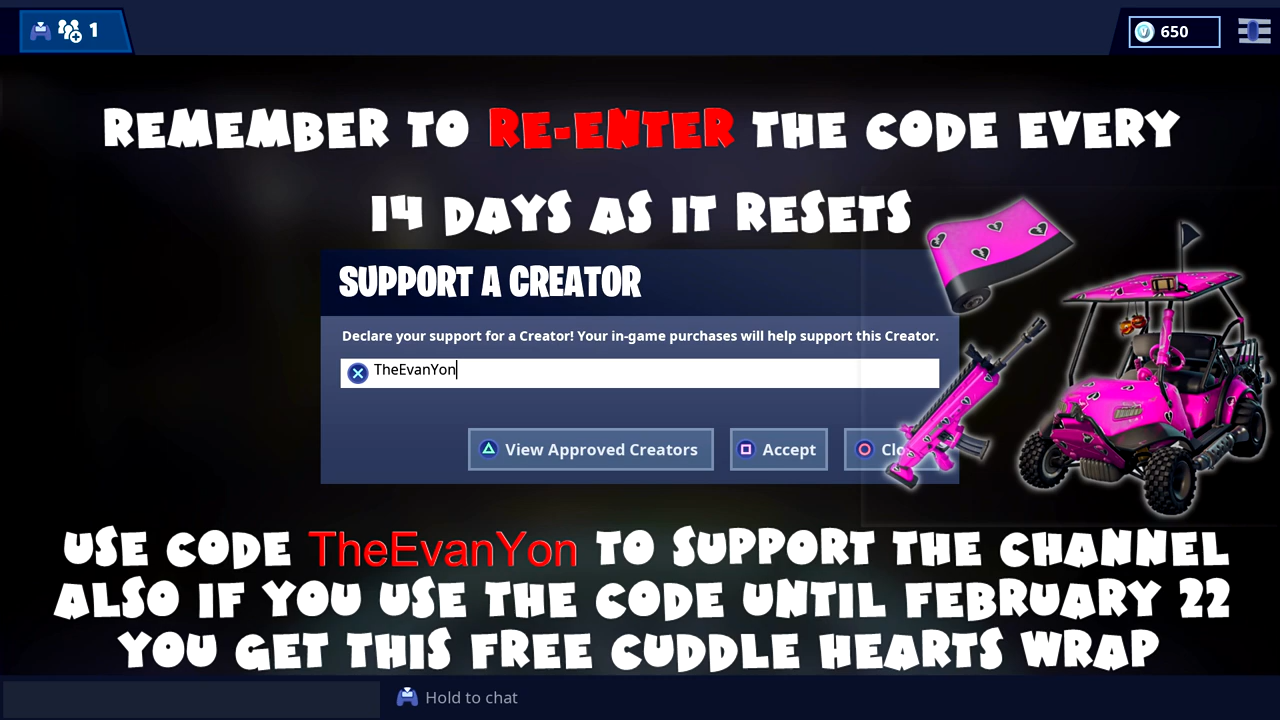 1
650
REMEMBER TO RE-ENTER THE CODE EVERY
14 DAYS AS IT RESETS
SUPPORT A CREATOR
Declare your support for a Creator! Your in-game purchases will help support this Creator.
TheEvanYon
View Approved Creators
Accept
Clo
USE CODE TheEvanYon TO SUPPORT THE CHANNEL
ALSO IF YOU USE THE CODE UNTIL FEBRUARY 22
YOU GET THIS FREE CUDDLE HEARTS WRAP
Hold to chat